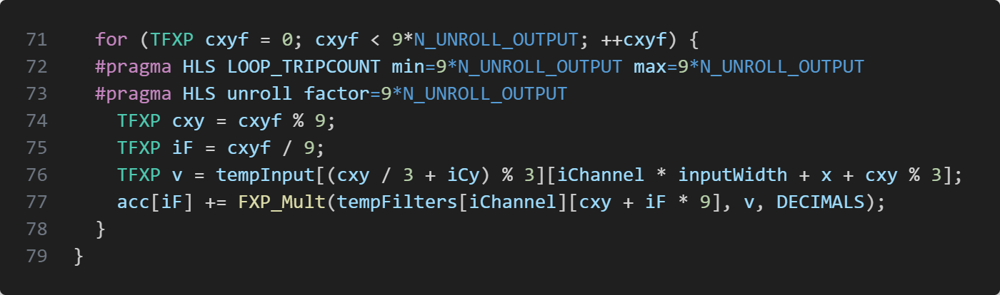 71 for (TFXP cxyf = 0; cxyf < 9*N_UNROLL_OUTPUT; ++cxyf) {
72 #pragma HLS LOOP_TRIPCOUNT min=9*N_UNROLL_OUTPUT max=9*N_UNROLL_OUTPUT
73 #pragma HLS unroll factor=9*N_UNROLL_OUTPUT
74 TFXP cxy = cxyf % 9;
75 TFXP iF = cxyf / 9;
76 TFXP v = tempInput[(cxy / 3 + iCy) % 3][iChannel * inputWidth + x + cxy % 3];
77 acc[iF] += FXP_Mult(tempFilters[iChannel][cxy + iF * 9], v, DECIMALS);
78 }
79 }